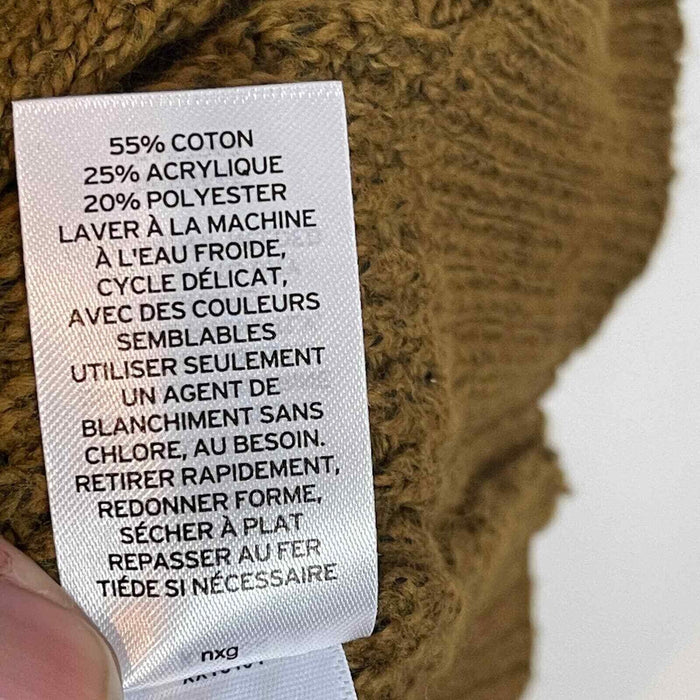 55% COTON
25% ACRYLIQUE
20% POLYESTER
LAVER À LA MACHINE
À L'EAU FROIDE,
CYCLE DÉLICAT,
AVEC DES COULEURS
SEMBLABLES
UTILISER SEULEMENT
UN AGENT DE
BLANCHIMENT SANS
CHLORE, AU BESOIN.
RETIRER RAPIDEMENT,
REDONNER FORME,
SÉCHER À PLAT
REPASSER AU FER
TIÉDE SI NÉCESSAIRE
nxg